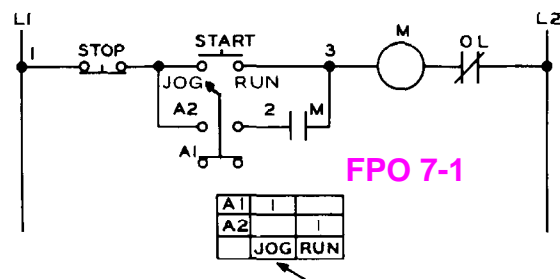 L1 L2
START M
1 STOP 3 OL
JOG RUN
A2 2 M
A1
FPO 7-1
A1 1
A2 1
JOG RUN